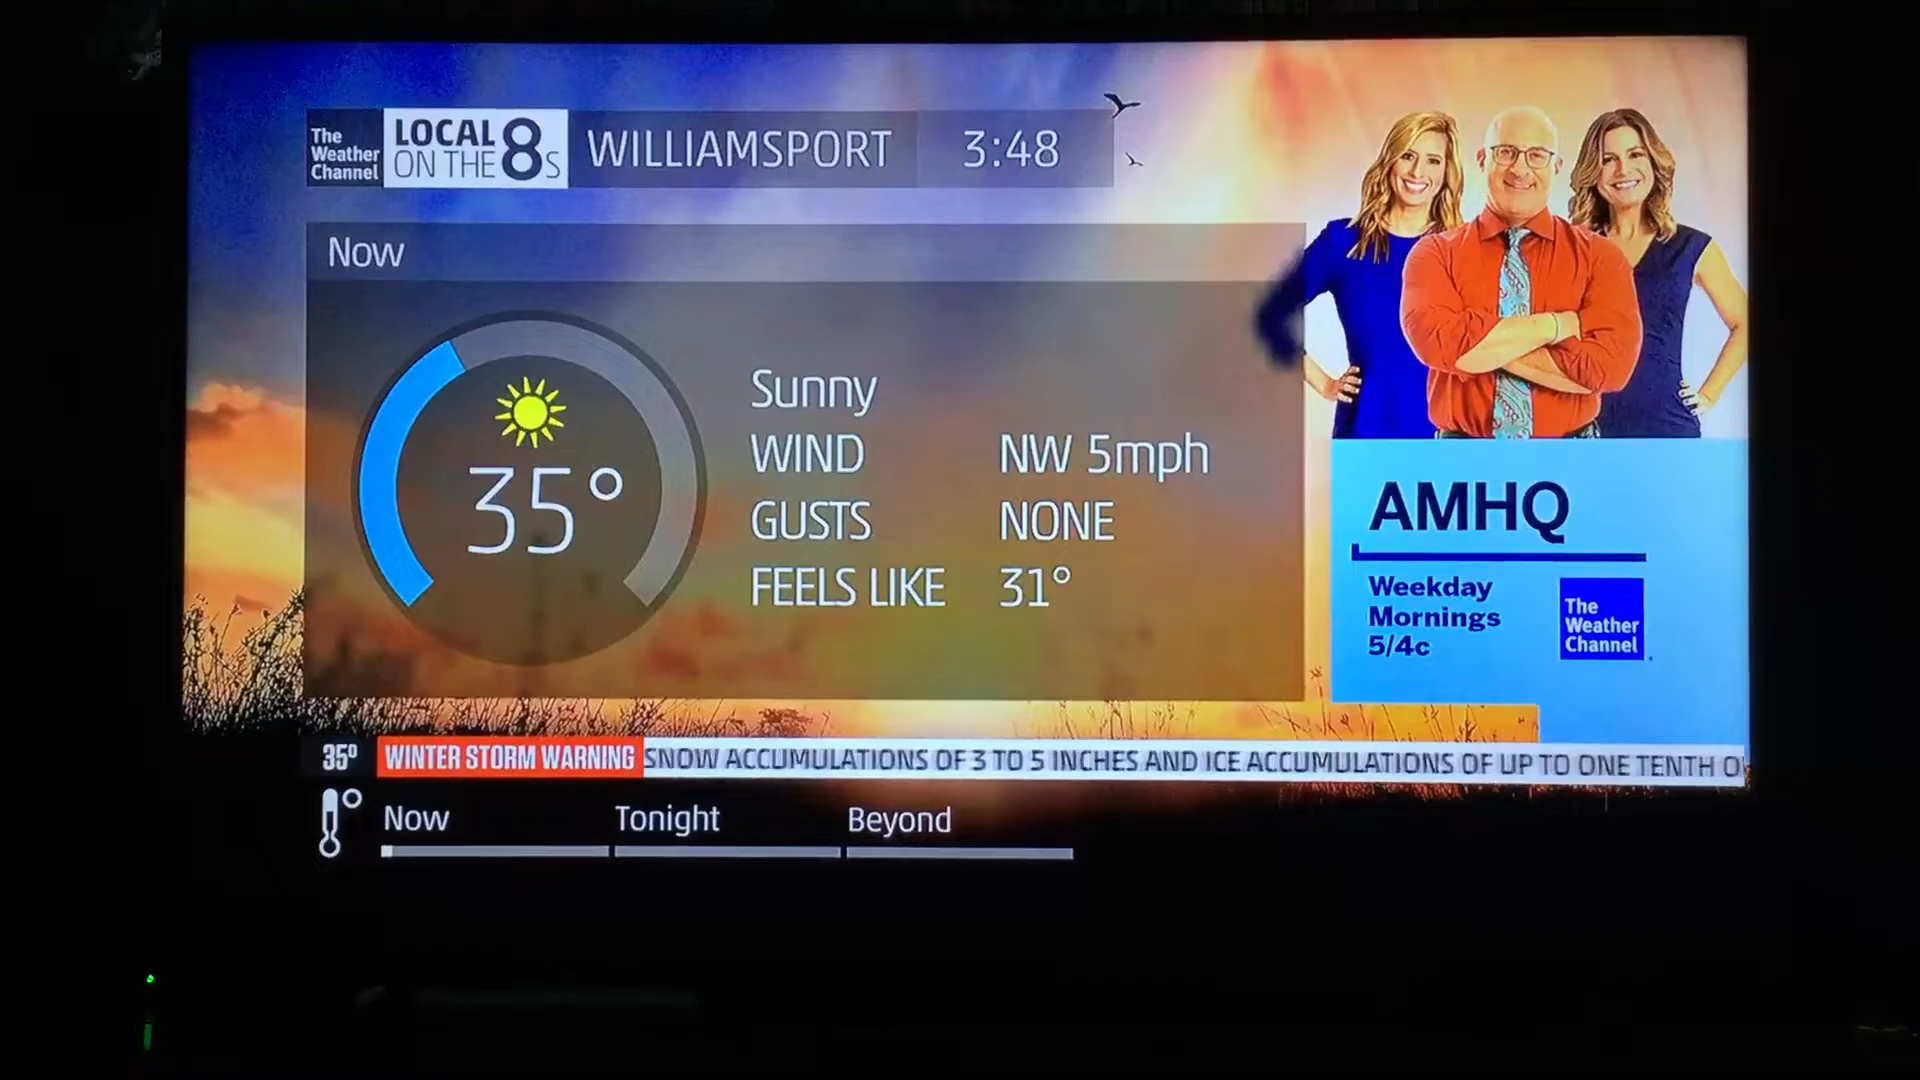 The
Weather
Channel
LOCAL
ON THE 8s
WILLIAMSPORT
3:48
Now
35°
Sunny
WIND NW 5mph
GUSTS NONE
FEELS LIKE 31°
AMHQ
Weekday
Mornings
5/4c
The
Weather
Channel
35° WINTER STORM WARNING SNOW ACCUMULATIONS OF 3 TO 5 INCHES AND ICE ACCUMULATIONS OF UP TO ONE TENTH O
Now Tonight Beyond